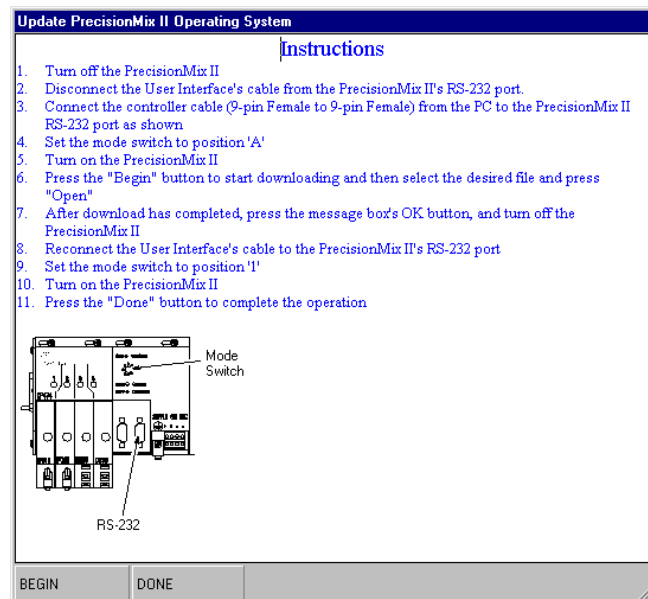 Update PrecisionMix II Operating System
Instructions
1. Turn off the PrecisionMix II
2. Disconnect the User Interface's cable from the PrecisionMix II's RS-232 port.
3. Connect the controller cable (9-pin Female to 9-pin Female) from the PC to the PrecisionMix II
RS-232 port as shown
4. Set the mode switch to position 'A'
5. Turn on the PrecisionMix II
6. Press the "Begin" button to start downloading and then select the desired file and press
"Open"
7. After download has completed, press the message box's OK button, and turn off the
PrecisionMix II
8. Reconnect the User Interface's cable to the PrecisionMix II's RS-232 port
9. Set the mode switch to position '1'
10. Turn on the PrecisionMix II
11. Press the "Done" button to complete the operation
Mode
Switch
RS-232
BEGIN
DONE